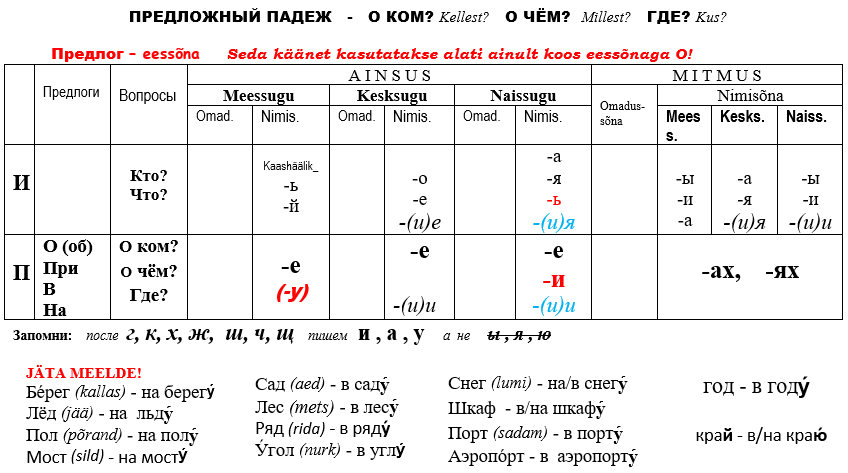 ПРЕДЛОЖНЫЙ ПАДЕЖ - О КОМ? Kellest? О ЧЁМ? Millest? ГДЕ? Kus?
Предлог – eessõna Seda käänet kasutatakse alati ainult koos eessõnaga O!
Предлоги Вопросы AINSUS MITMUS
Meessugu Kesksugu Naissugu Omadus-sõna Nimisõna
Omad. Nimis. Omad. Nimis. Omad. Nimis. Mees s. Kesks. Naiss.
И Кто? Что? Kaashäälik_ -ь -й -о -е -(и)е -а -я -ь -(и)я -ы -и -а -а -я -(и)я -ы -и -(и)и
П О (об) При В На О ком? О чём? Где? -е (-у) -е -(и)и -е -и -(и)и -ах, -ях
Запомни: после г, к, х, ж, ш, ч, щ пишем и , а , у а не ы , я , ю
JÄTA MEELDE!
Бе́рег (kallas) - на берегу́
Лёд (jää) - на льду́
Пол (põrand) - на полу́
Мост (sild) - на мосту́
Сад (aed) - в саду́
Лес (mets) - в лесу́
Ряд (rida) - в ряду́
У́гол (nurk) - в углу́
Снег (lumi) - на/в снегу́
Шкаф - в/на шкафу́
Порт (sadam) - в порту́
Аэропо́рт - в аэропорту́
год - в году́
край - в/на краю́